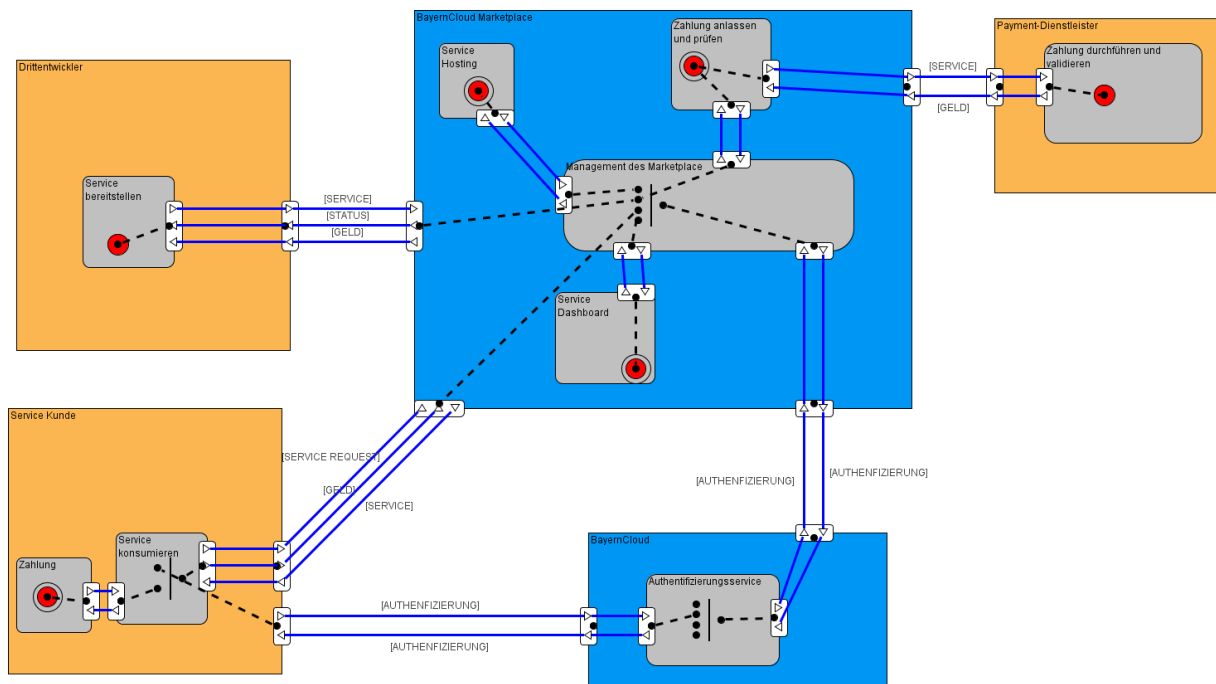 BayernCloud Marketplace
Zahlung anlassen
und prüfen
Payment-Dienstleister
Service
Hosting
Zahlung durchführen und
validieren
Drittentwickler
[SERVICE]
[GELD]
Management des Marketplace
Service
bereitstellen
[SERVICE]
[STATUS]
[GELD]
Service
Dashboard
Service Kunde
[SERVICE REQUEST]
[GELD]
[SERVICE]
[AUTHENFIZIERUNG]
[AUTHENFIZIERUNG]
Service
konsumieren
BayernCloud
Zahlung
Authentifizierungsservice
[AUTHENFIZIERUNG]
[AUTHENFIZIERUNG]